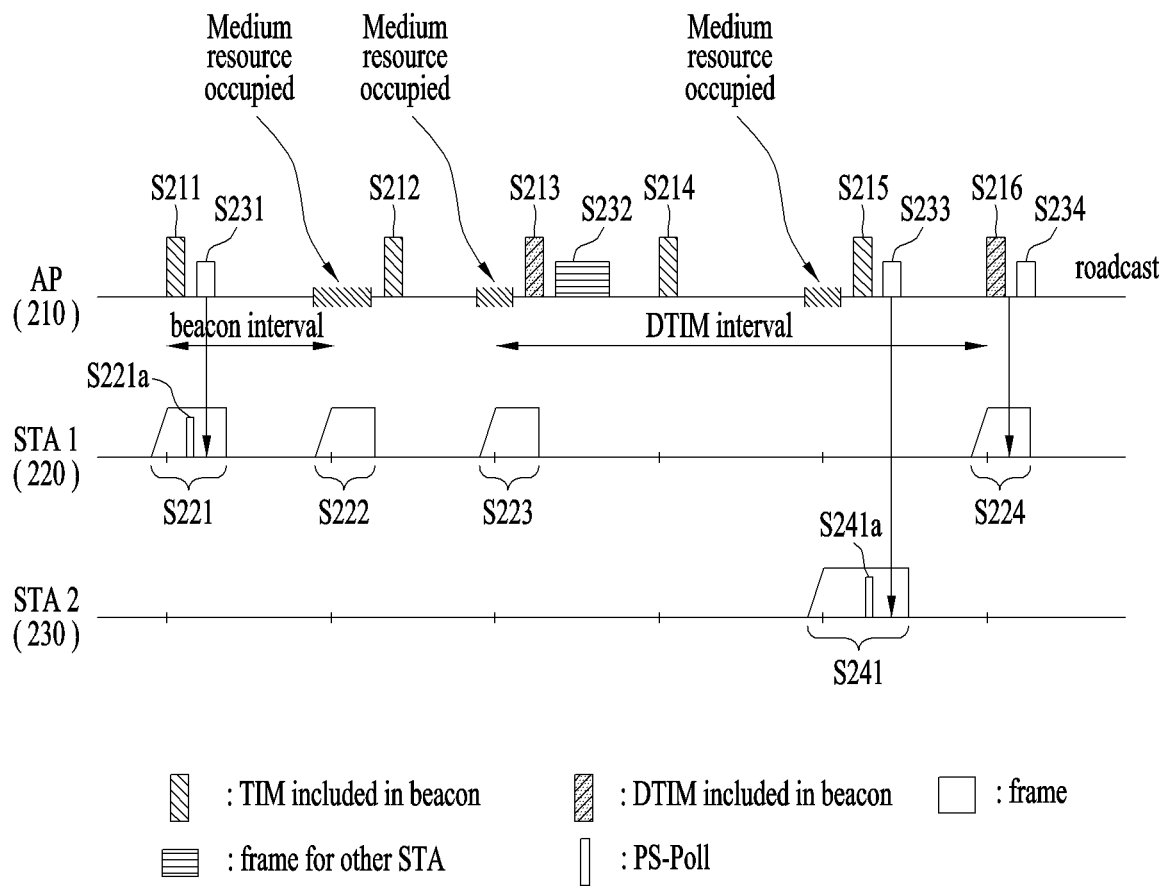 Medium
resource
occupied
Medium
resource
occupied
Medium
resource
occupied
S211
S231
S212
S213
S232
S214
S215
S233
S216
S234
AP
( 210 )
roadcast
beacon interval
DTIM interval
S221a
STA 1
( 220 )
S221
S222
S223
S224
S241a
STA 2
( 230 )
S241
: TIM included in beacon
: DTIM included in beacon
: frame
: frame for other STA
: PS-Poll